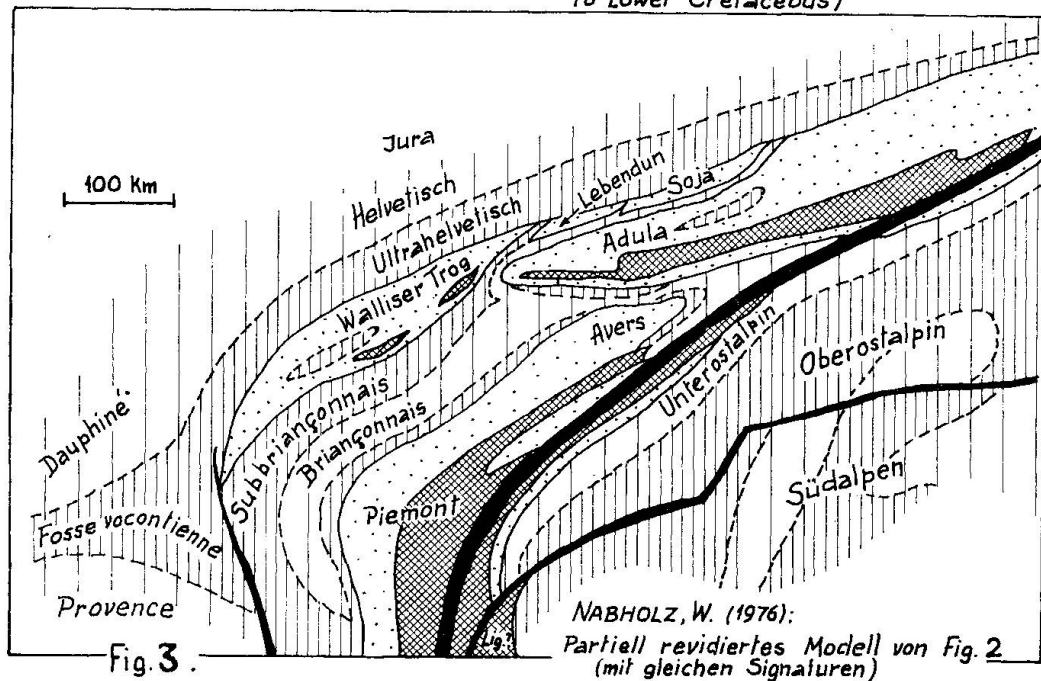 to Lower Cretaceous)
Jura
100 Km
Helvetisch
Ultrahelvetisch
Lebendun
Soja
Adula
Walliser Trog
Avers
Unterostalpin
Oberostalpin
Dauphiné
Subbriançonnais
Briançonnais
Südalpen
Piemont
Fosse vocontienne
Provence
Lig?
NABHOLZ, W. (1976):
Partiell revidiertes Modell von Fig. 2
(mit gleichen Signaturen)
Fig. 3.